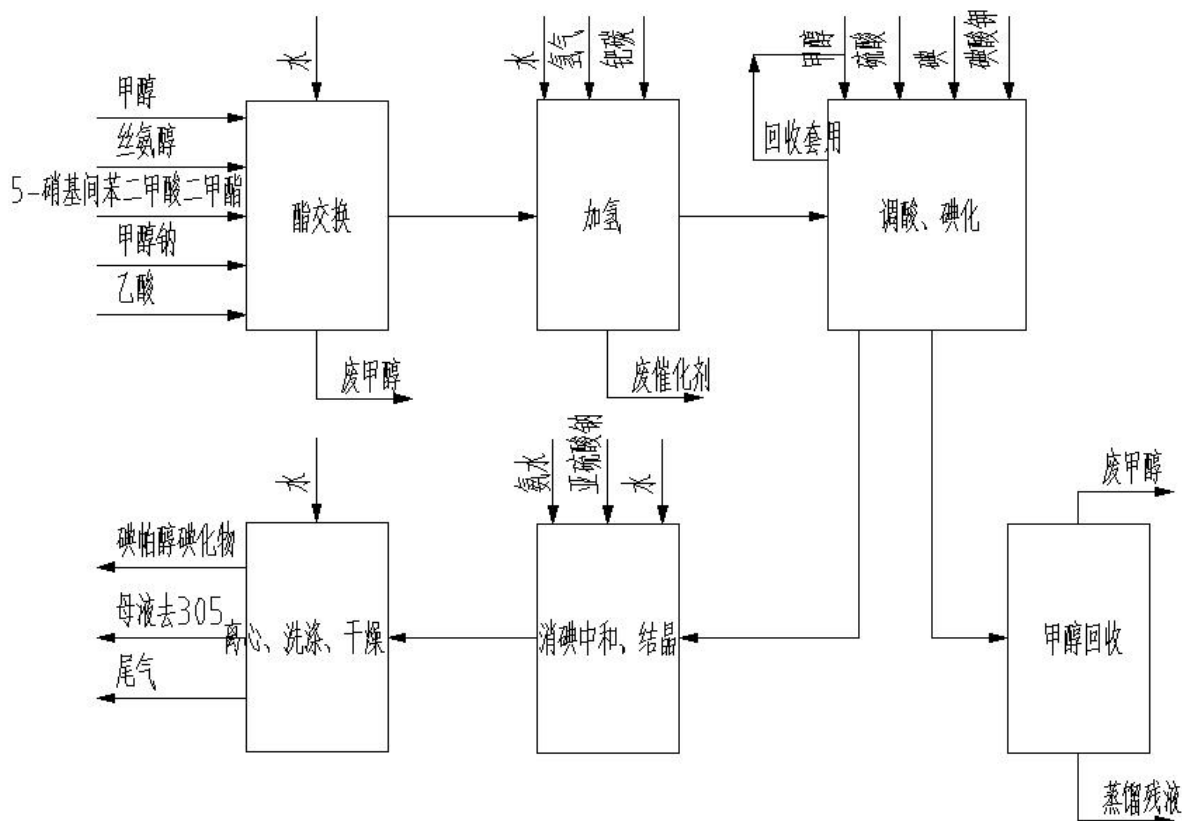 水
甲醇
丝氨醇
5-硝基间苯二甲酸二甲酯
甲醇钠
乙酸
酯交换
废甲醇
水
氢气
钯碳
加氢
废催化剂
甲醇
硫酸
碘
碘酸钾
回收套用
调酸、碘化
水
碘帕醇碘化物
母液去305
尾气
离心、洗涤、干燥
氨水
亚硫酸钠
水
消碘中和、结晶
废甲醇
甲醇回收
蒸馏残液